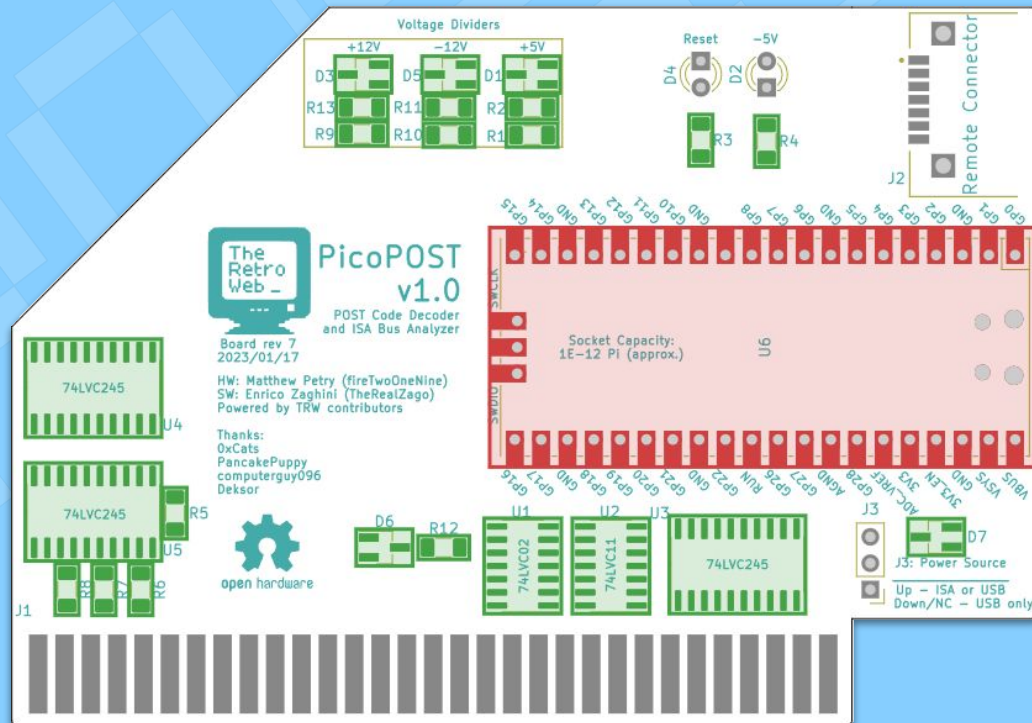 Voltage Dividers
+12V -12V +5V
D3 D5 D1
R13 R11 R2
R9 R10 R1
Reset -5V
D4 D2
R3 R4
J2
Remote Connector
GP15 GP14 GND GP13 GP12 GP11 GP10 GND GP8 GP7 GP6 GND GP5 GP4 GP3 GP2 GND GP1 GP0
The
Retro
Web_
PicoPOST
v1.0
POST Code Decoder
and ISA Bus Analyzer
Board rev 7
2023/01/17
HW: Matthew Petry (fireTwoOneNine)
SW: Enrico Zaghini (TheRealZago)
Powered by TRW contributors
Thanks:
0xCats
PancakePuppy
computerguy096
Deksor
open hardware
SWCLK
SWDIO
Socket Capacity:
1E-12 Pi (approx.)
U6
GP16 GP17 GND GP18 GP19 GP20 GP21 GND GP22 RUN GP26 GP27 AGND GP28 ADC_VREF 3V3 3V3_EN GND VSYS VBUS
74LVC245
U4
74LVC245
U5
R5
R8 R7 R6
J1
D6 R12
U1 U2 U3
74LVC02 74LVC11 74LVC245
J3
D7
J3: Power Source
Up - ISA or USB
Down/NC - USB only